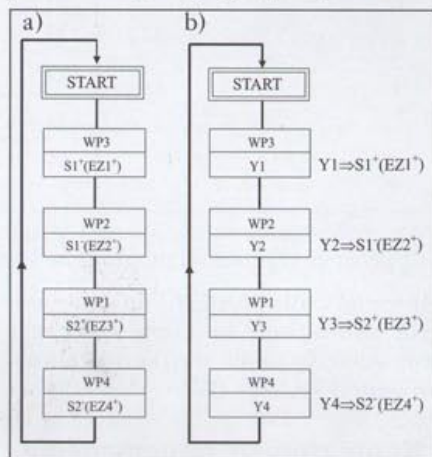 a)
START
WP3
S1⁺(EZ1⁺)
WP2
S1⁻(EZ2⁺)
WP1
S2⁺(EZ3⁺)
WP4
S2⁻(EZ4⁺)
b)
START
WP3
Y1 Y1⇒S1⁺(EZ1⁺)
WP2
Y2 Y2⇒S1⁻(EZ2⁺)
WP1
Y3 Y3⇒S2⁺(EZ3⁺)
WP4
Y4 Y4⇒S2⁻(EZ4⁺)